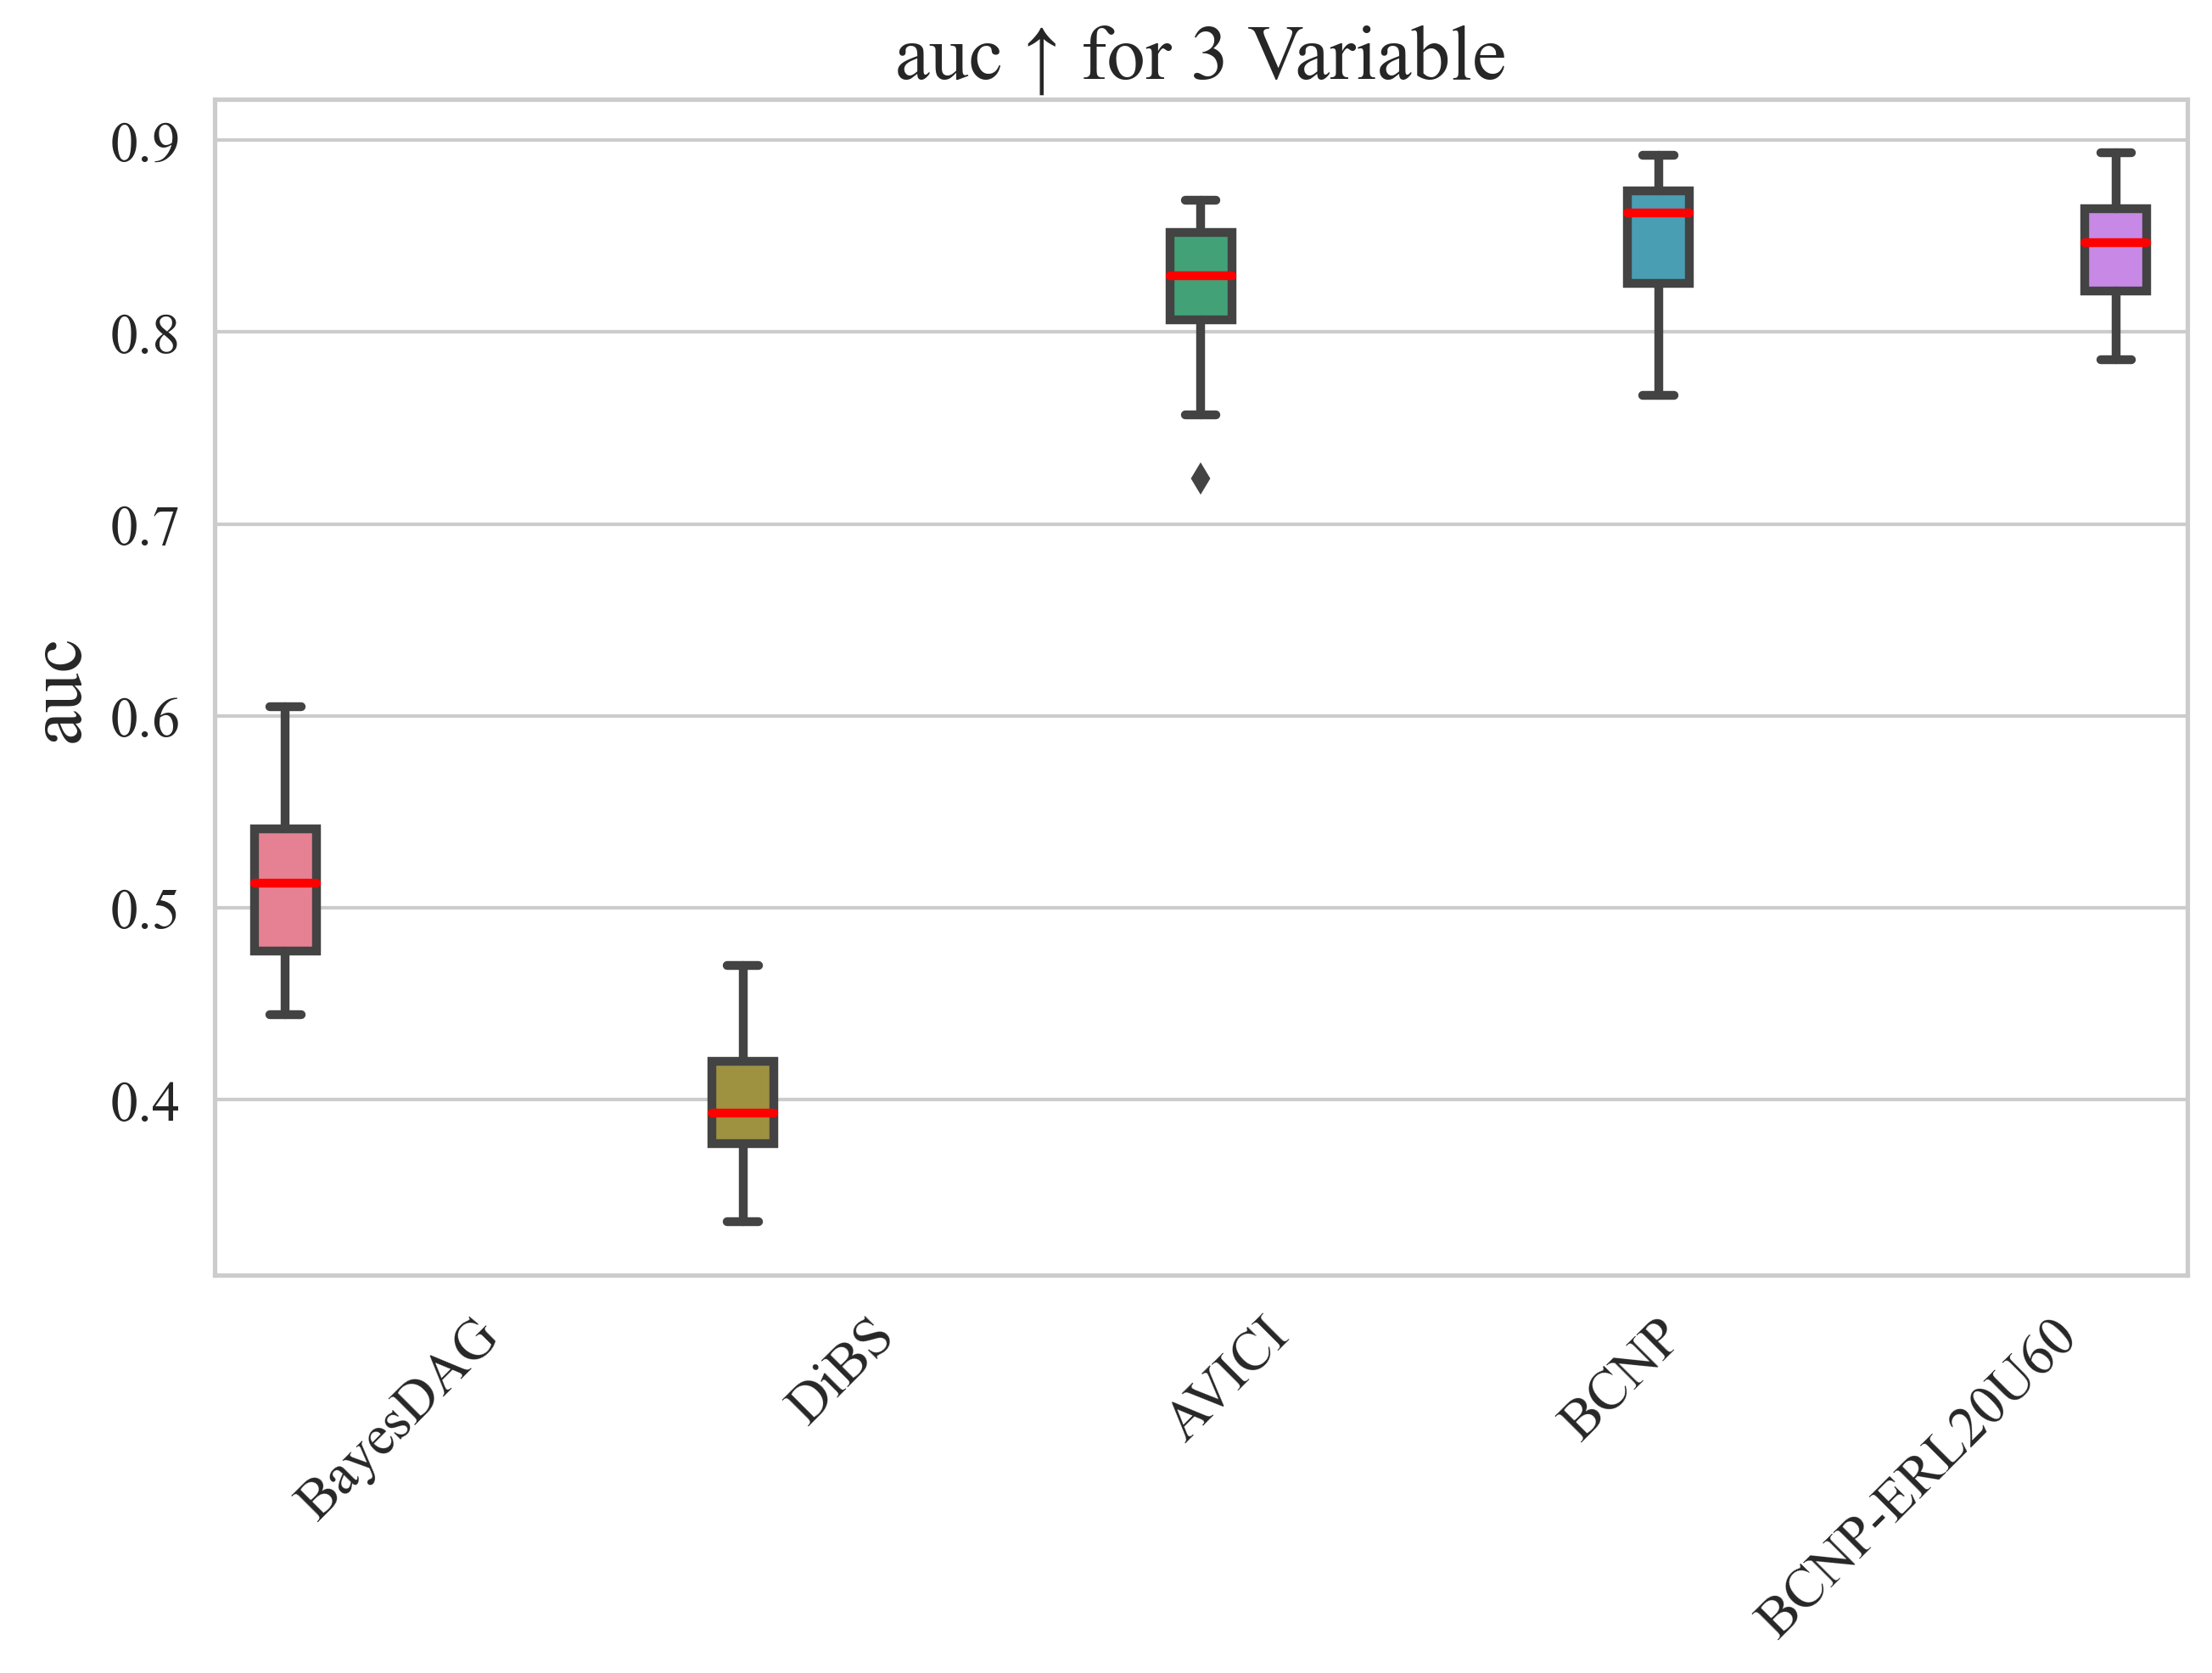 auc ↑ for 3 Variable
0.9
0.8
0.7
0.6
0.5
0.4
auc
BayesDAG
DiBS
AVICI
BCNP
BCNP-ERL20U60